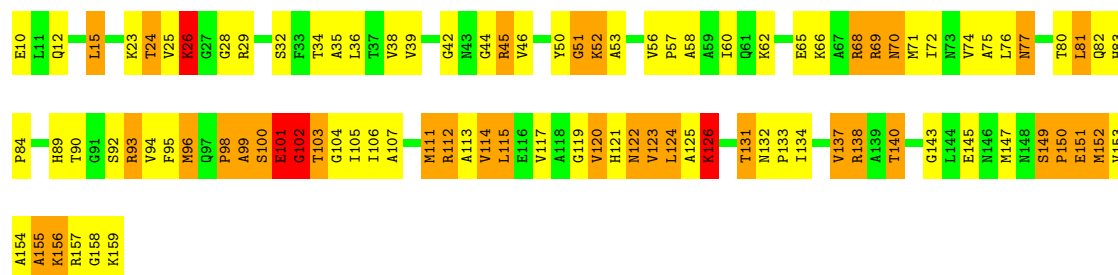 E10 L11 Q12 L15 K23 T24 V25 K26 G27 G28 R29 S32 F33 T34 A35 L36 T37 V38 V39 G42 N43 G44 R45 V46 Y50 G51 K52 A53 V56 P57 A58 A59 I60 Q61 K62 E65 K66 A67 R68 R69 N70 M71 I72 N73 V74 A75 L76 N77 T80 L81 Q82 H83
P84 H89 T90 G91 S92 R93 V94 F95 M96 Q97 P98 A99 S100 E101 G102 T103 G104 I105 I106 A107 M111 R112 A113 V114 L115 E116 V117 A118 G119 V120 H121 N122 V123 L124 A125 K126 T131 N132 P133 I134 V137 R138 A139 T140 G143 L144 E145 N146 M147 N148 S149 P150 E151 M152
A154 A155 K156 R157 G158 K159